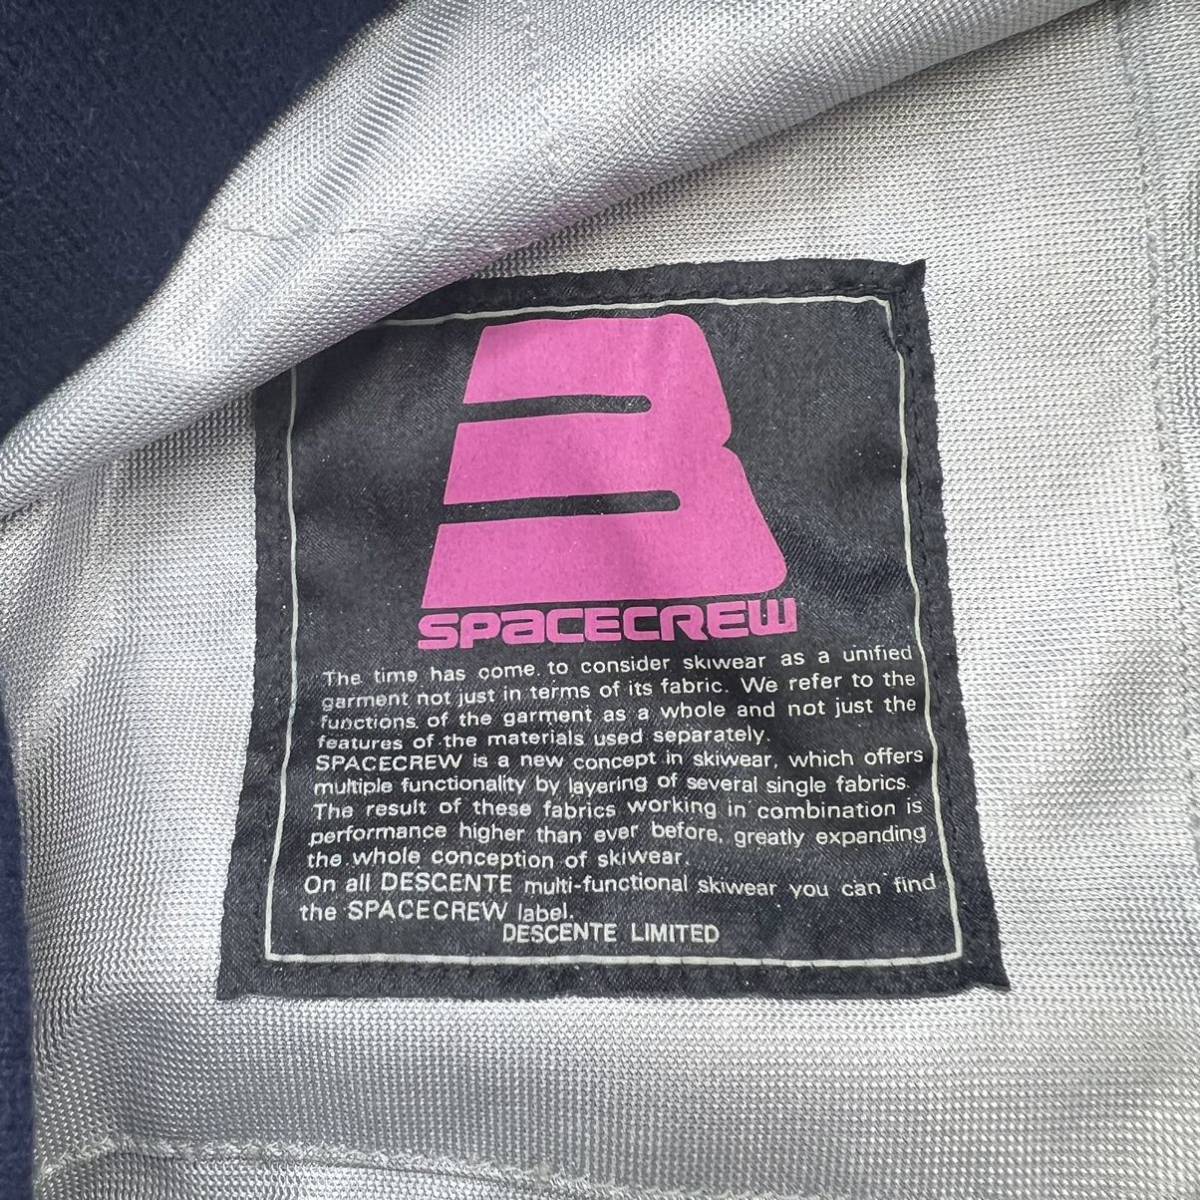 SPACECREW
The time has come to consider skiwear as a unified
garment not just in terms of its fabric. We refer to the
functions of the garment as a whole and not just the
features of the materials used separately.
SPACECREW is a new concept in skiwear, which offers
multiple functionality by layering of several single fabrics.
The result of these fabrics working in combination is
performance higher than ever before, greatly expanding
the whole conception of skiwear.
On all DESCENTE multi-functional skiwear you can find
the SPACECREW label.
DESCENTE LIMITED